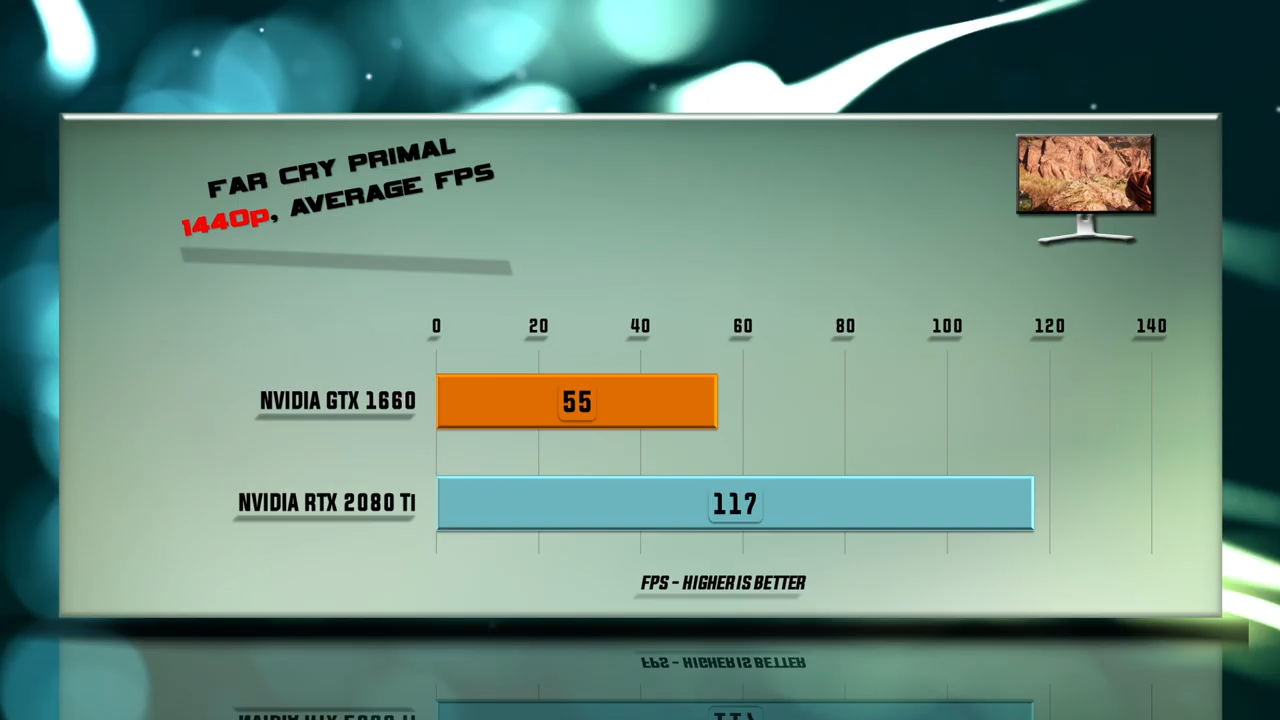 FAR CRY PRIMAL
1440p, AVERAGE FPS
0 20 40 60 80 100 120 140
NVIDIA GTX 1660 55
NVIDIA RTX 2080 TI 117
FPS - HIGHER IS BETTER